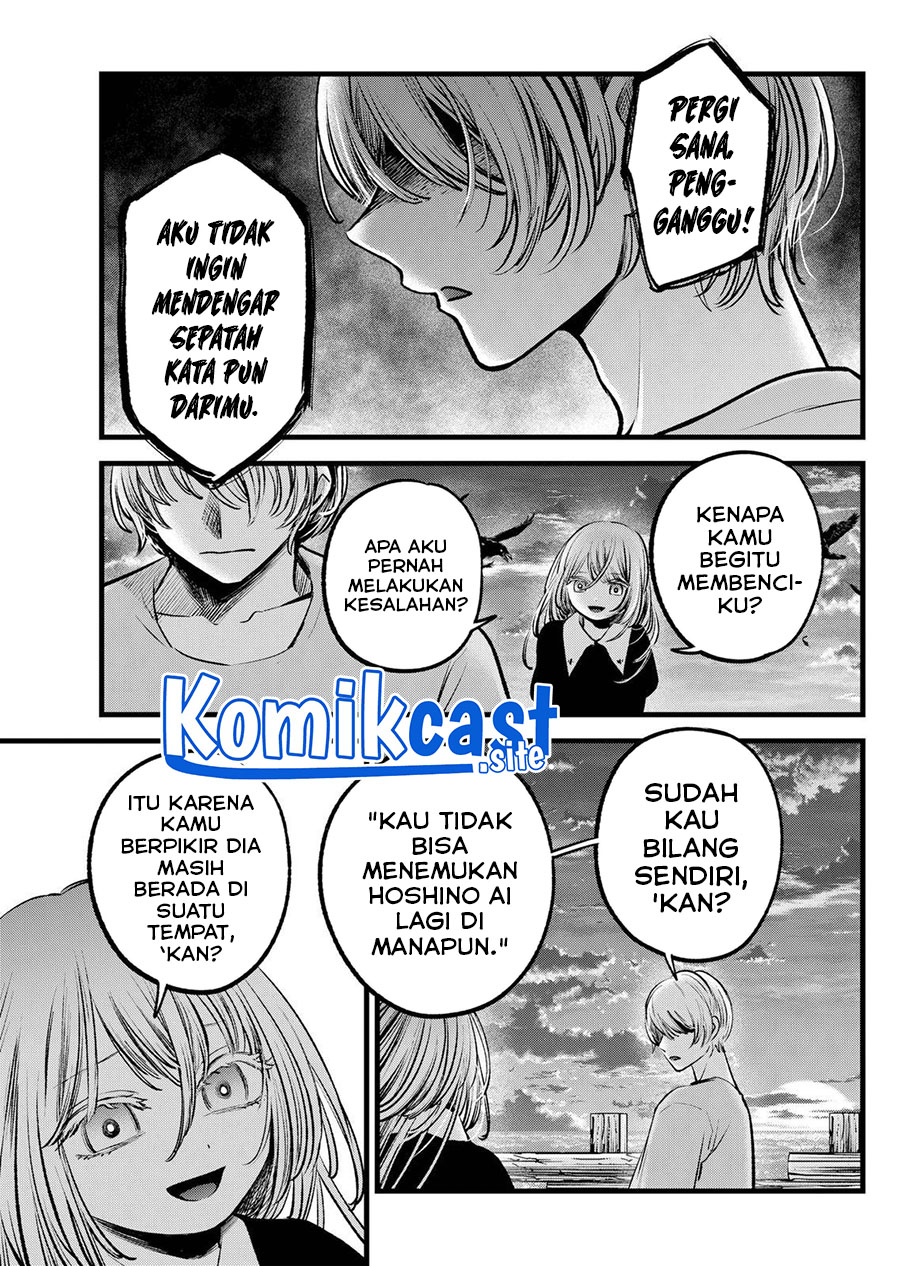 PERGI
SANA,
PENG-
GANGGU!
AKU TIDAK
INGIN
MENDENGAR
SEPATAH
KATA PUN
DARIMU.
KENAPA
KAMU
BEGITU
MEMBENCI-
KU?
APA AKU
PERNAH
MELAKUKAN
KESALAHAN?
Komikcast
.site
SUDAH
KAU
BILANG
SENDIRI,
'KAN?
"KAU TIDAK
BISA
MENEMUKAN
HOSHINO AI
LAGI DI
MANAPUN."
ITU KARENA
KAMU
BERPIKIR DIA
MASIH
BERADA DI
SUATU
TEMPAT,
'KAN?